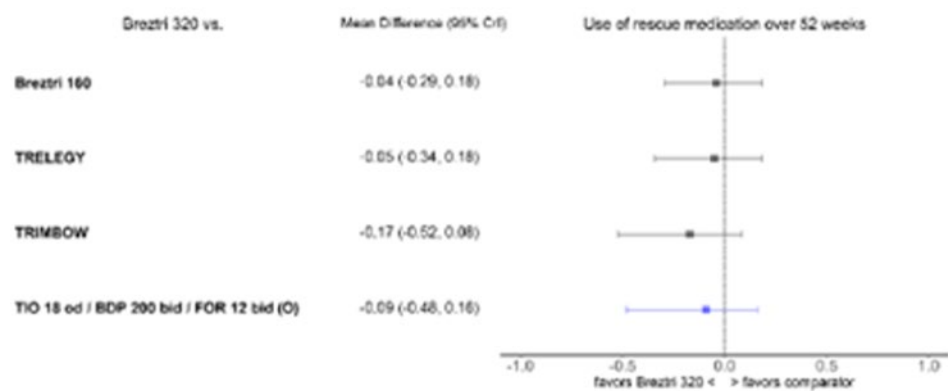 Breztri 320 vs. Mean Difference (95% CrI) Use of rescue medication over 52 weeks
Breztri 160 -0.04 (-0.29, 0.18)
TRELEGY -0.05 (-0.34, 0.18)
TRIMBOW -0.17 (-0.52, 0.08)
TIO 18 od / BDP 200 bid / FOR 12 bid (O) -0.09 (-0.48, 0.16)
-1.0 -0.5 0.0 0.5 1.0
favors Breztri 320 < > favors comparator